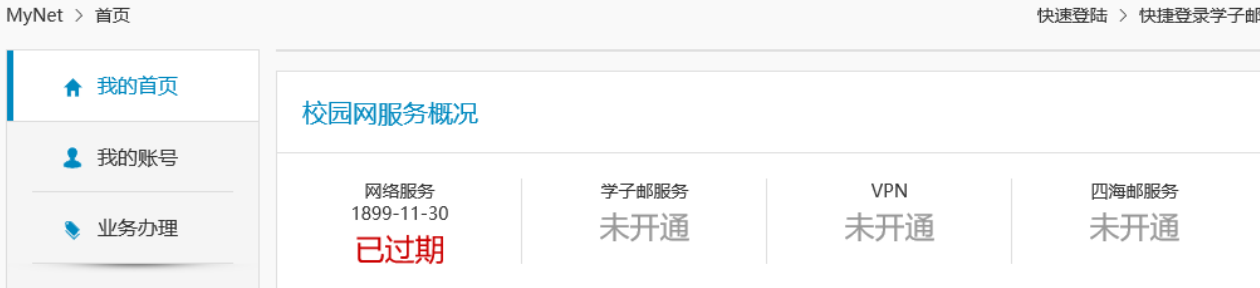 MyNet > 首页
快速登陆 > 快捷登录学子邮
我的首页
我的账号
业务办理
校园网服务概况
网络服务
1899-11-30
已过期
学子邮服务
未开通
VPN
未开通
四海邮服务
未开通